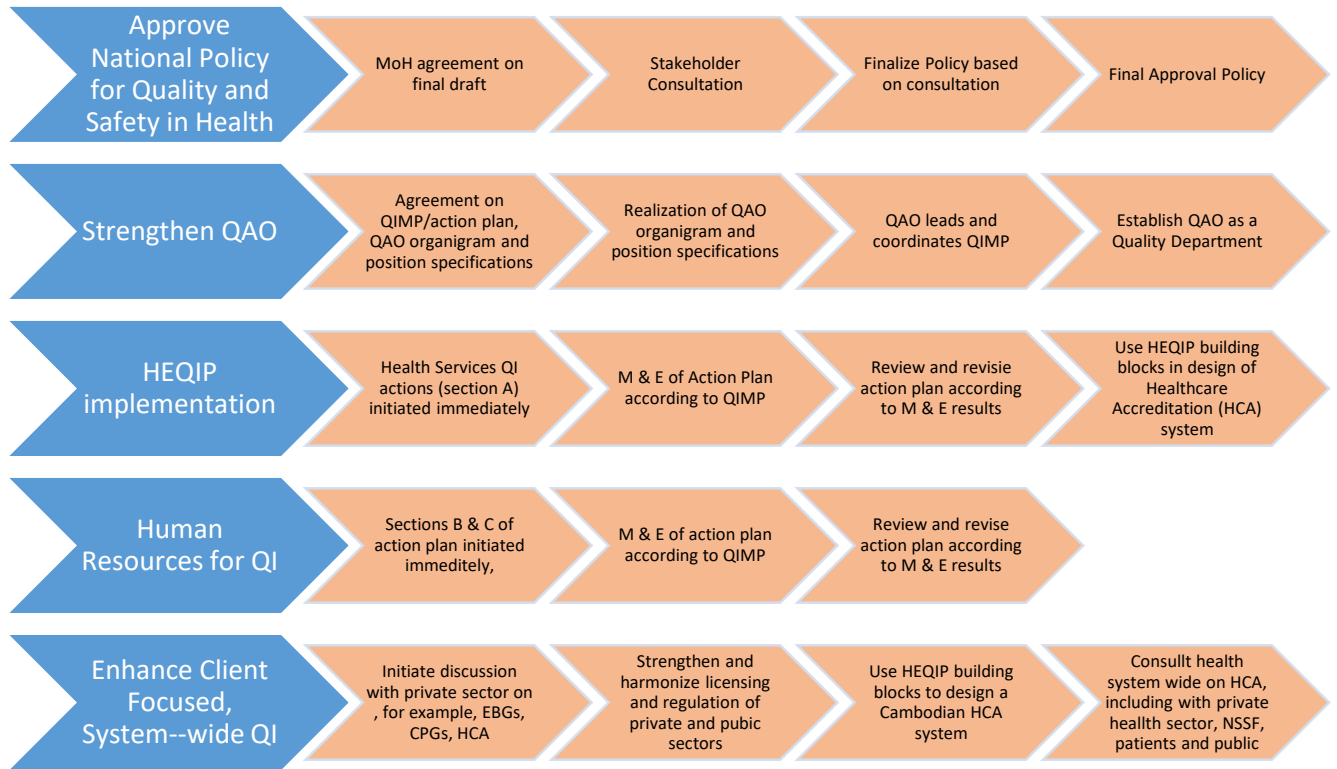 Approve
National Policy
for Quality and
Safety in Health
MoH agreement on
final draft
Stakeholder
Consultation
Finalize Policy based
on consultation
Final Approval Policy
Strengthen QAO
Agreement on
QIMP/action plan,
QAO organigram and
position specifications
Realization of QAO
organigram and
position specifications
QAO leads and
coordinates QIMP
Establish QAO as a
Quality Department
HEQIP
implementation
Health Services QI
actions (section A)
initiated immediately
M & E of Action Plan
according to QIMP
Review and revisie
action plan according
to M & E results
Use HEQIP building
blocks in design of
Healthcare
Accreditation (HCA)
system
Human
Resources for QI
Sections B & C of
action plan initiated
immeditely,
M & E of action plan
according to QIMP
Review and revise
action plan according
to M & E results
Enhance Client
Focused,
System--wide QI
Initiate discussion
with private sector on
, for example, EBGs,
CPGs, HCA
Strengthen and
harmonize licensing
and regulation of
private and pubic
sectors
Use HEQIP building
blocks to design a
Cambodian HCA
system
Consullt health
system wide on HCA,
including with private
heallth sector, NSSF,
patients and public